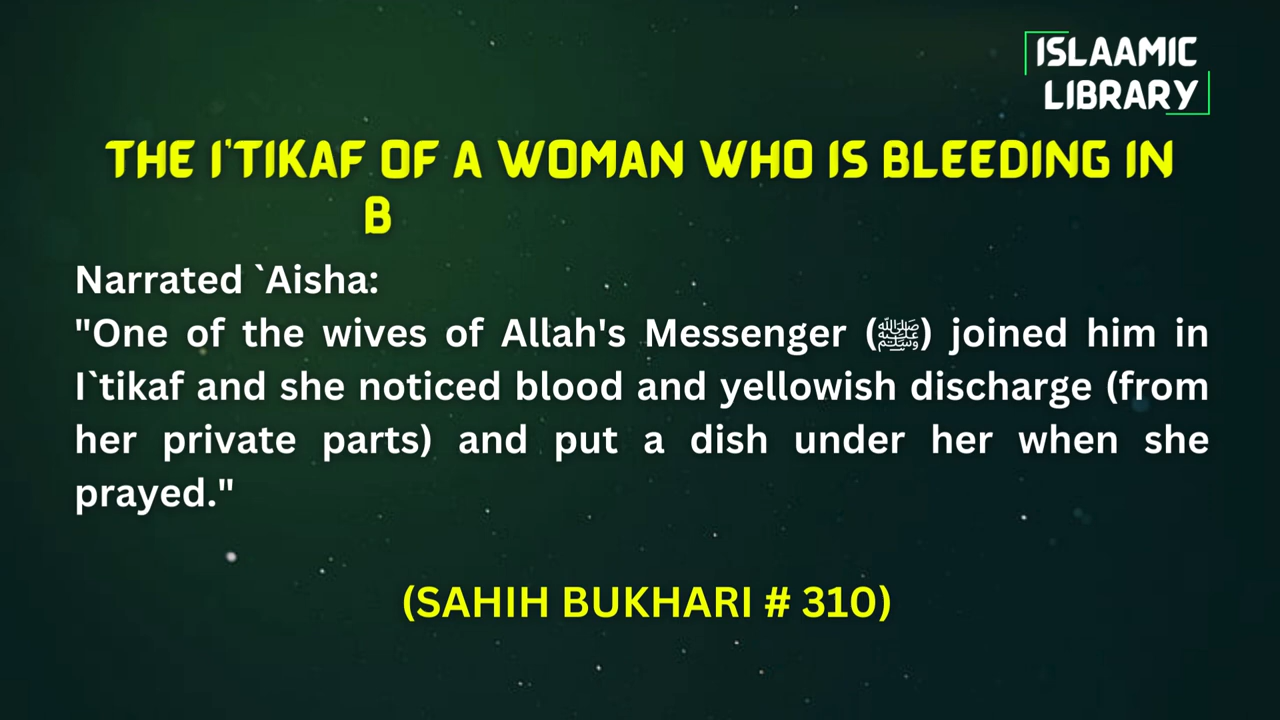 ISLAAMIC
LIBRARY
THE I'TIKAF OF A WOMAN WHO IS BLEEDING IN
B
Narrated `Aisha:
"One of the wives of Allah's Messenger (ﷺ) joined him in
I`tikaf and she noticed blood and yellowish discharge (from
her private parts) and put a dish under her when she
prayed."
(SAHIH BUKHARI # 310)